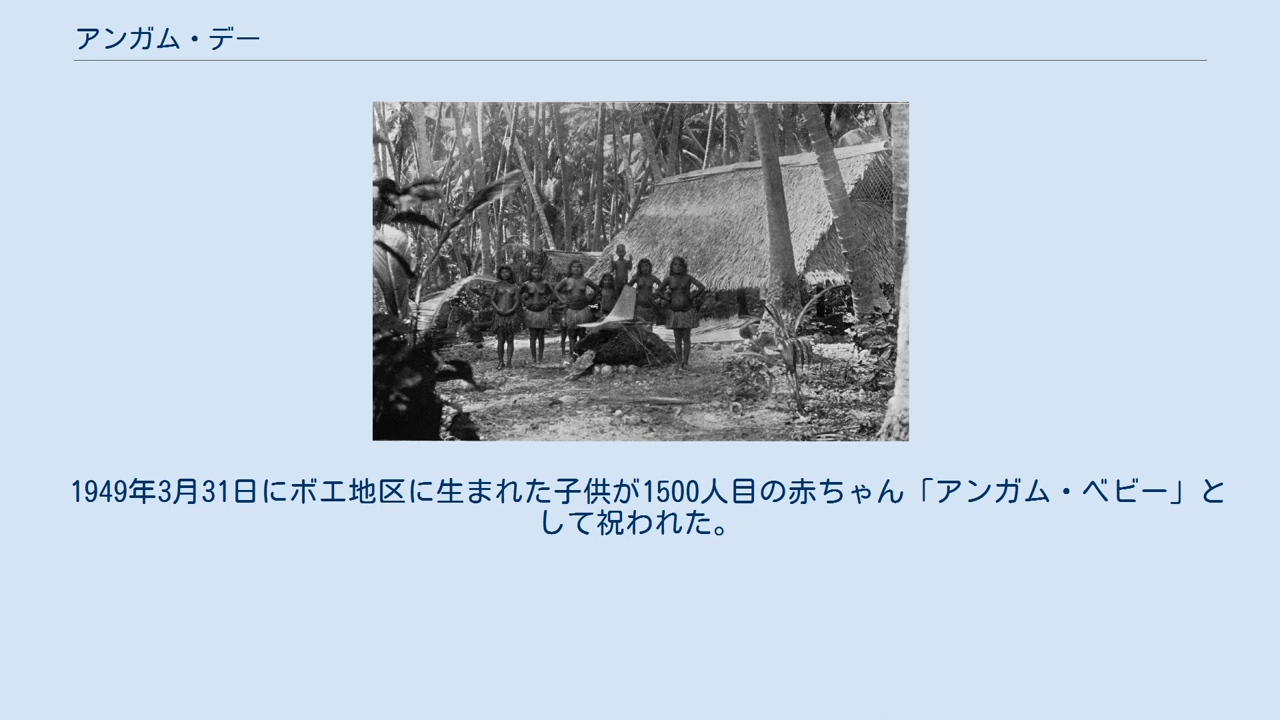 アンガム・デー
1949年3月31日にボエ地区に生まれた子供が1500人目の赤ちゃん「アンガム・ベビー」と
して祝われた。